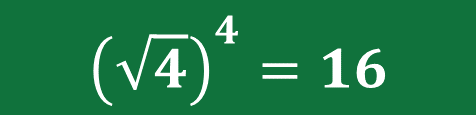 (√4)⁴ = 16